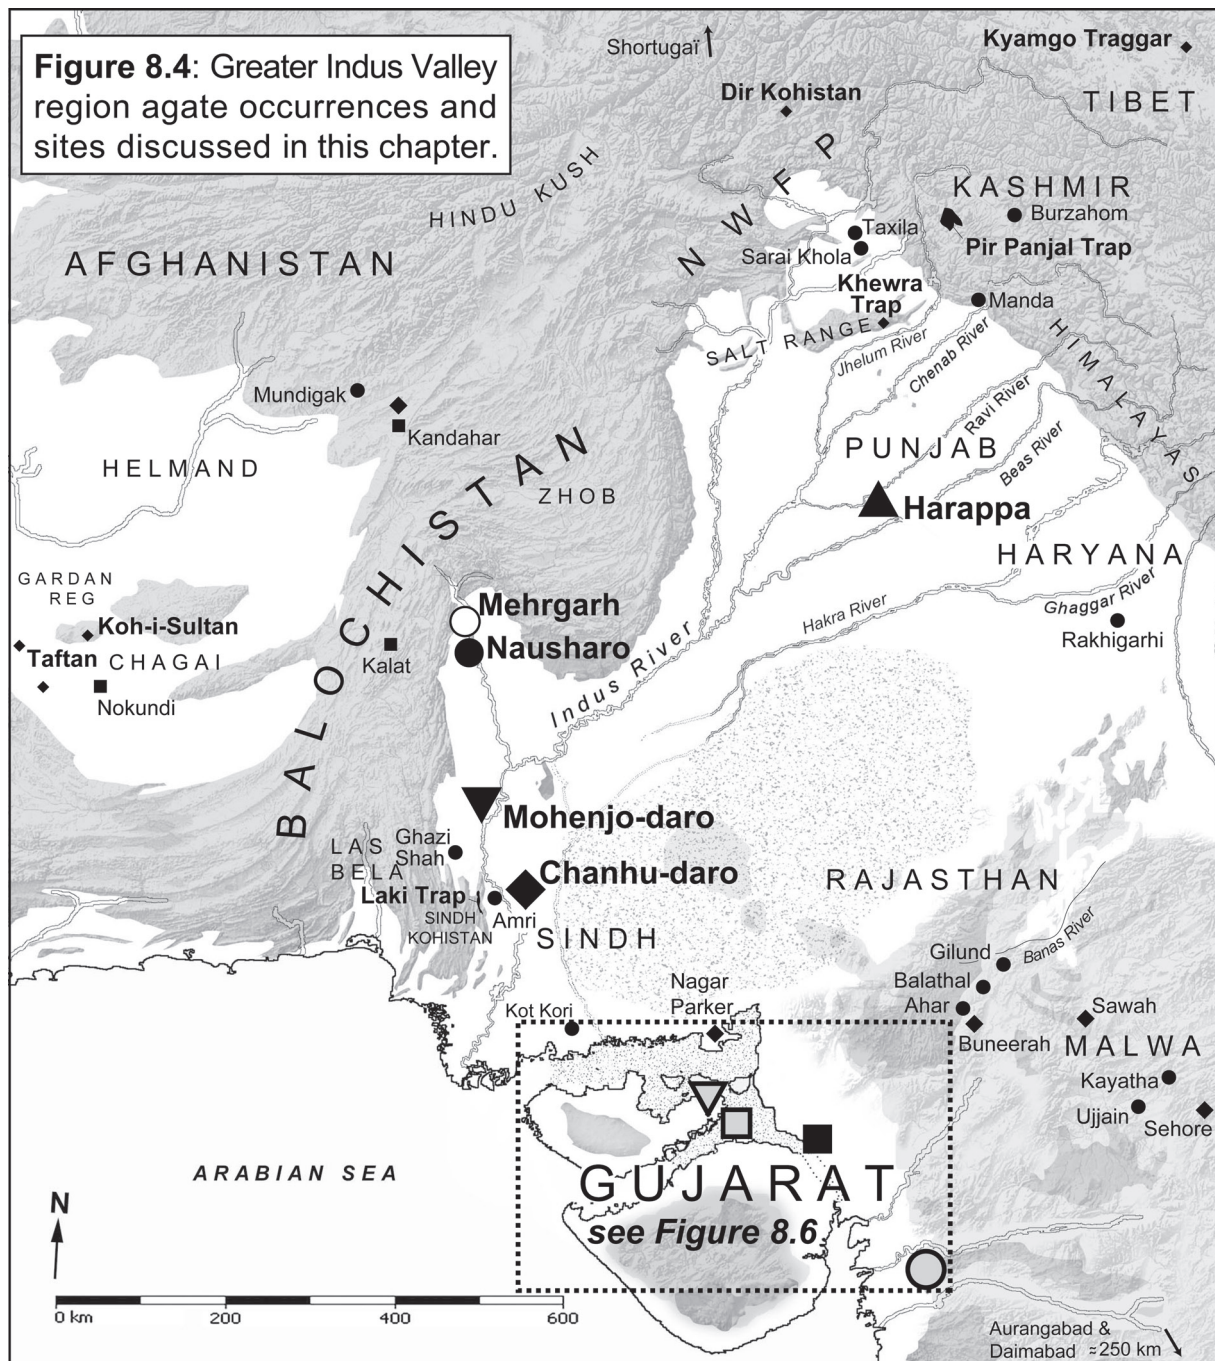 Figure 8.4: Greater Indus Valley
region agate occurrences and
sites discussed in this chapter.
Shortugaï
Kyamgo Traggar
TIBET
Dir Kohistan
HINDU KUSH
NWFP
KASHMIR
Burzahom
Taxila
Sarai Khola
Pir Panjal Trap
AFGHANISTAN
Khewra
Trap
Manda
SALT RANGE
Jhelum River
Chenab River
HIMALAYAS
Mundigak
Kandahar
Ravi River
PUNJAB
Beas River
HELMAND
BALOCHISTAN
ZHOB
Harappa
HARYANA
GARDAN
REG
Koh-i-Sultan
Taftan
CHAGAI
Nokundi
Kalat
Mehrgarh
Nausharo
Indus River
Hakra River
Ghaggar River
Rakhigarhi
Mohenjo-daro
Ghazi
Shah
LAS
BELA
Chanhu-daro
Laki Trap
Amri
SINDH
KOHISTAN
SINDH
RAJASTHAN
Banas River
Gilund
Balathal
Ahar
Buneerah
Sawah
MALWA
Kayatha
Ujjain
Sehore
Nagar
Parker
Kot Kori
ARABIAN SEA
GUJARAT
see Figure 8.6
N
0 km
200
400
600
Aurangabad &
Daimabad ≈250 km